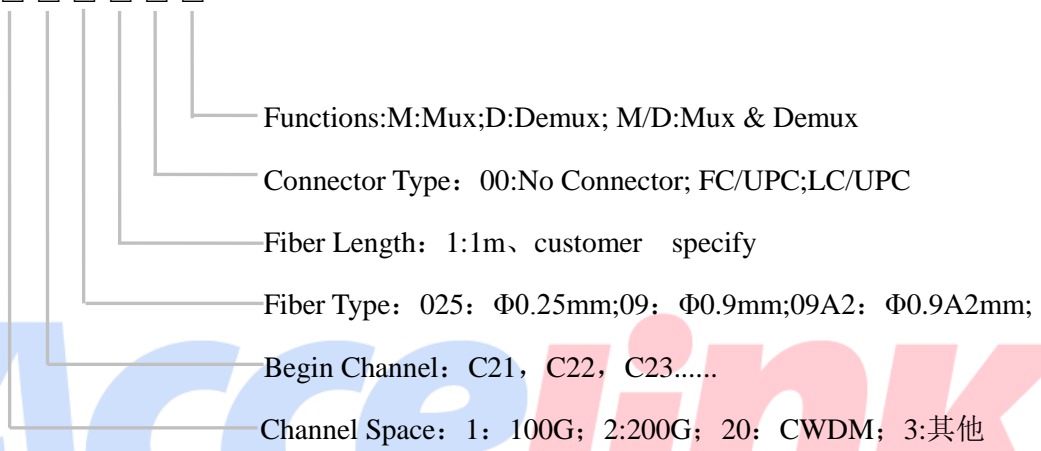 Functions:M:Mux;D:Demux; M/D:Mux & Demux
Connector Type：00:No Connector; FC/UPC;LC/UPC
Fiber Length：1:1m、customer specify
Fiber Type：025：Φ0.25mm;09：Φ0.9mm;09A2：Φ0.9A2mm;
Begin Channel：C21，C22，C23......
Channel Space：1：100G；2:200G；20：CWDM；3:其他
Accelink